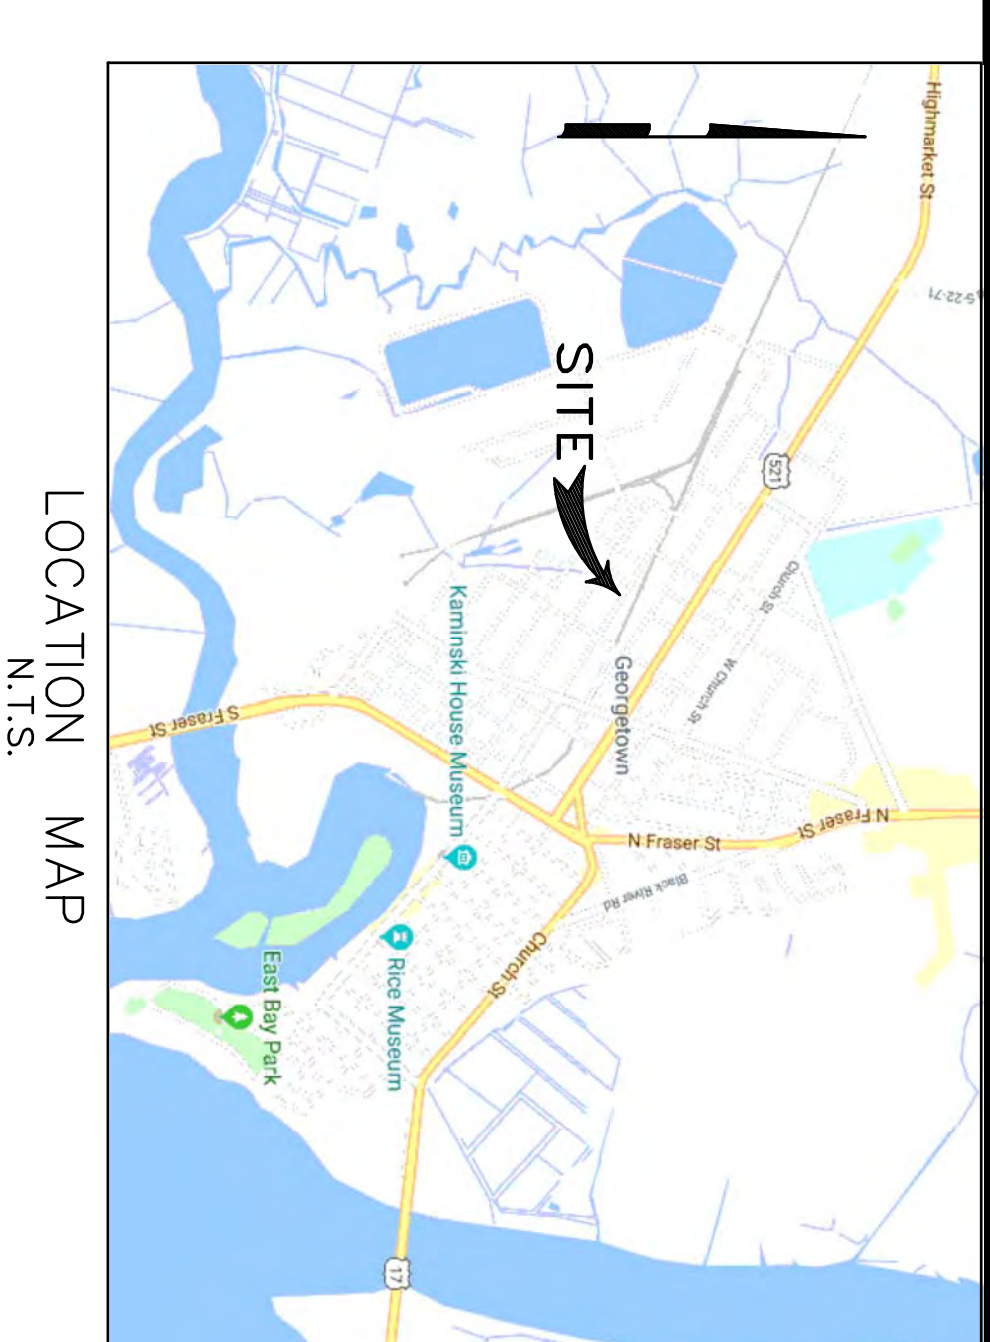 Highmarket St
S-22-71
521
SITE
Church St
W Church St
Georgetown
Kaminski House Museum
S Fraser St
N Fraser St
N Fraser St
Black River Rd
Church St
Rice Museum
East Bay Park
17
LOCATION MAP
N.T.S.